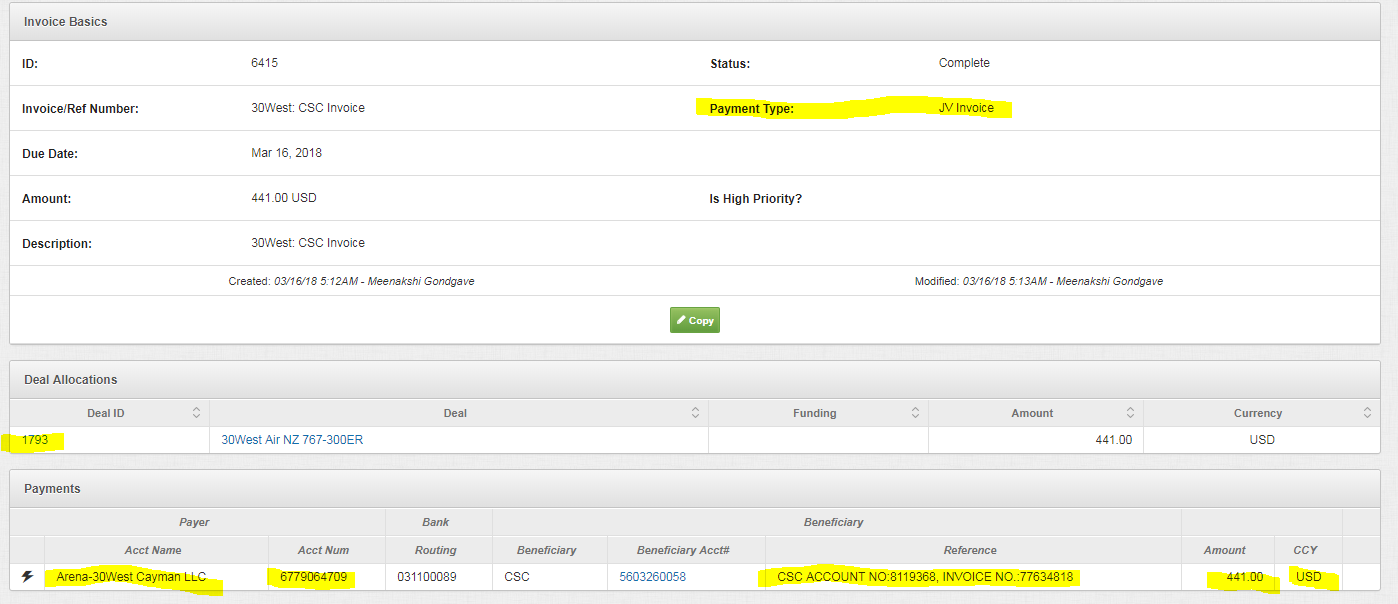 Invoice Basics
ID: 6415 Status: Complete
Invoice/Ref Number: 30West: CSC Invoice Payment Type: JV Invoice
Due Date: Mar 16, 2018
Amount: 441.00 USD Is High Priority?
Description: 30West: CSC Invoice
Created: 03/16/18 5:12AM - Meenakshi Gondgave Modified: 03/16/18 5:13AM - Meenakshi Gondgave
Copy
Deal Allocations
Deal ID Deal Funding Amount Currency
1793 30West Air NZ 767-300ER 441.00 USD
Payments
Payer Bank Beneficiary
Acct Name Acct Num Routing Beneficiary Beneficiary Acct# Reference Amount CCY
Arena-30West Cayman LLC 6779064709 031100089 CSC 5603260058 CSC ACCOUNT NO:8119368, INVOICE NO.:77634818 441.00 USD